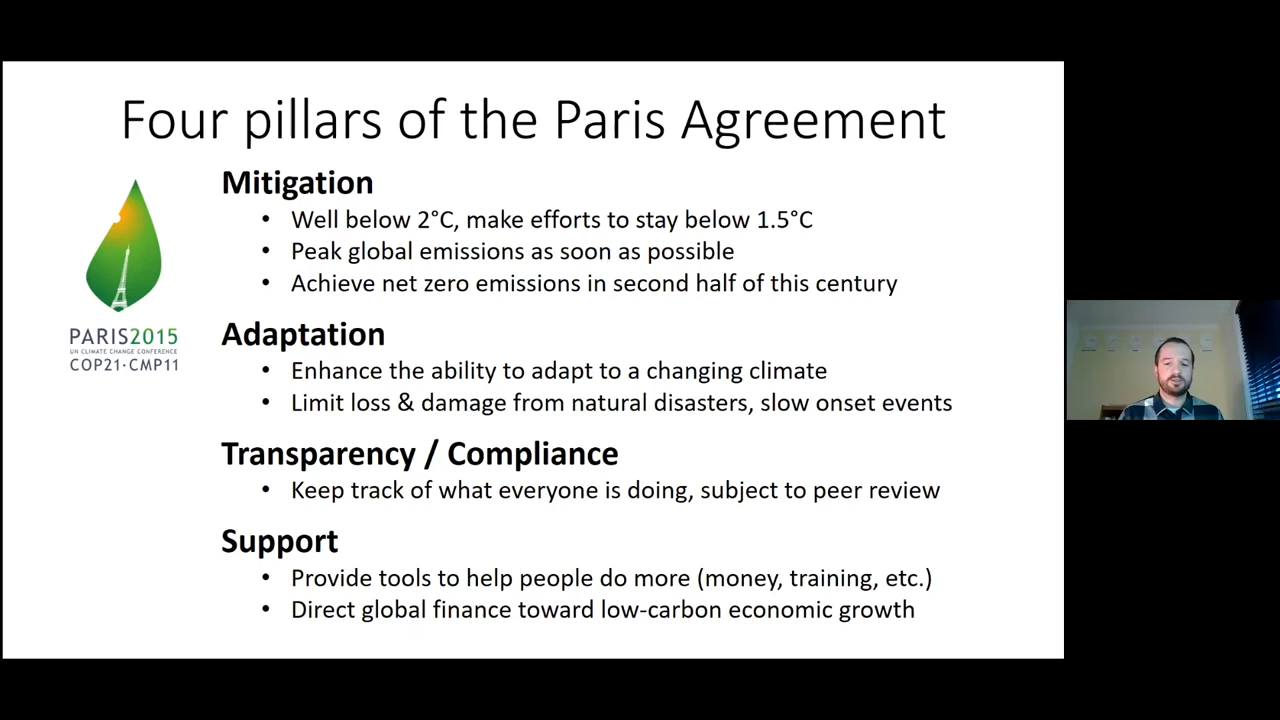 Four pillars of the Paris Agreement
Mitigation
• Well below 2°C, make efforts to stay below 1.5°C
• Peak global emissions as soon as possible
• Achieve net zero emissions in second half of this century
PARIS2015
UN CLIMATE CHANGE CONFERENCE
COP21·CMP11
Adaptation
• Enhance the ability to adapt to a changing climate
• Limit loss & damage from natural disasters, slow onset events
Transparency / Compliance
• Keep track of what everyone is doing, subject to peer review
Support
• Provide tools to help people do more (money, training, etc.)
• Direct global finance toward low-carbon economic growth